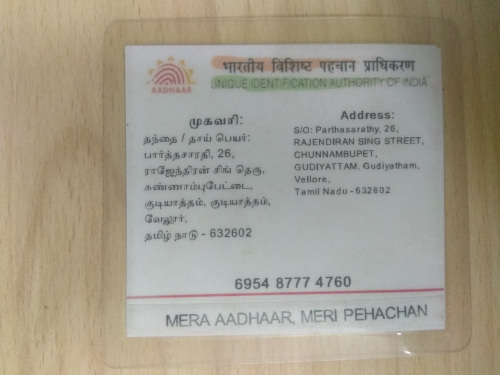 भारतीय विशिष्ट पहचान प्राधिकरण
AADHAAR
UNIQUE IDENTIFICATION AUTHORITY OF INDIA
முகவரி:
தந்தை / தாய் பெயர்:
பார்த்தசாரதி, 26,
ராஜேந்திரன் சிங் தெரு,
சுண்ணாம்புபேட்டை,
குடியாத்தம், குடியாத்தம்,
வேலூர்,
தமிழ் நாடு - 632602
Address:
S/O: Parthasarathy, 26,
RAJENDIRAN SING STREET,
CHUNNAMBUPET,
GUDIYATTAM, Gudiyatham,
Vellore,
Tamil Nadu - 632602
6954 8777 4760
MERA AADHAAR, MERI PEHACHAN